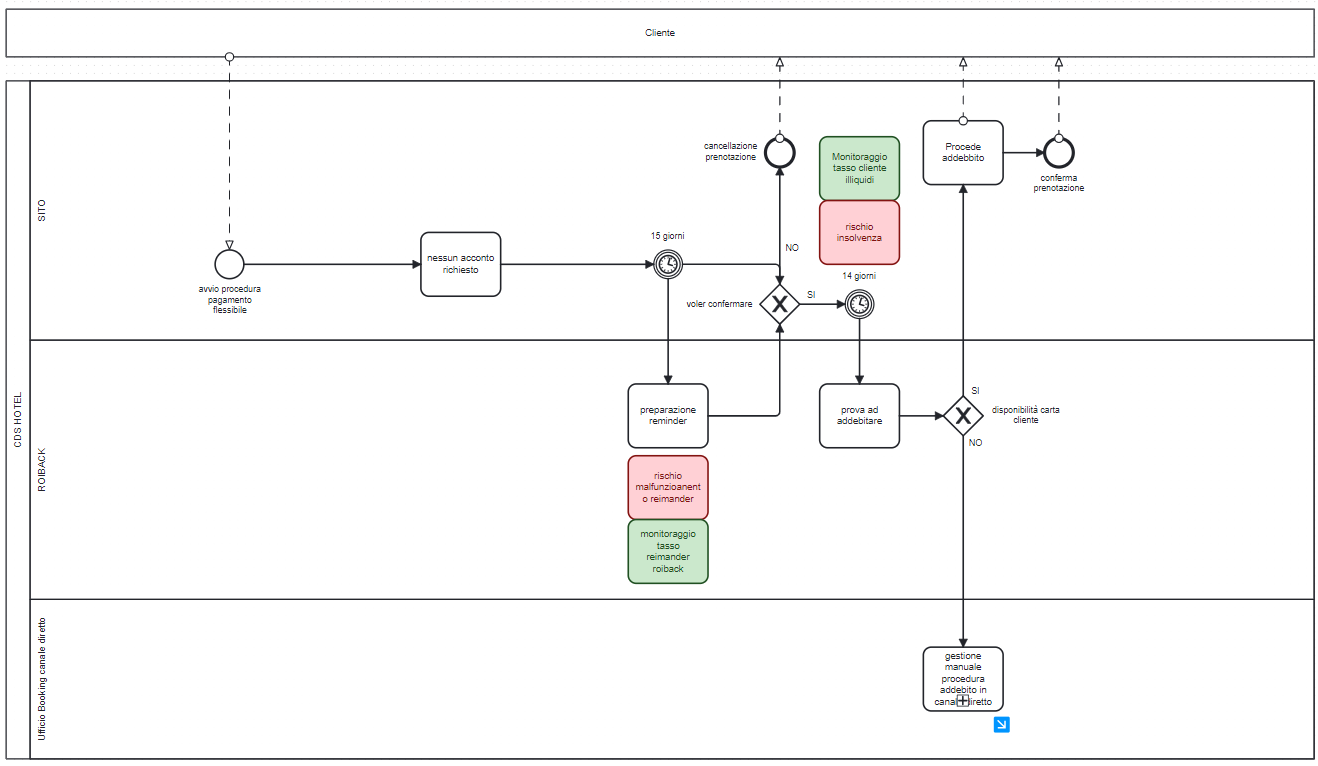 Cliente
CDS HOTEL
SITO
avvio procedura
pagamento
flessibile
nessun acconto
richiesto
15 giorni
cancellazione
prenotazione
NO
voler confermare
SI
Monitoraggio
tasso cliente
illiquidi
rischio
insolvenza
14 giorni
Procede
addebbito
conferma
prenotazione
ROIBACK
preparazione
reminder
rischio
malfunzioanent
o reimander
monitoraggio
tasso
reimander
roiback
prova ad
addebitare
SI
disponibilità carta
cliente
NO
Ufficio Booking canale diretto
gestione
manuale
procedura
addebito in
canale diretto